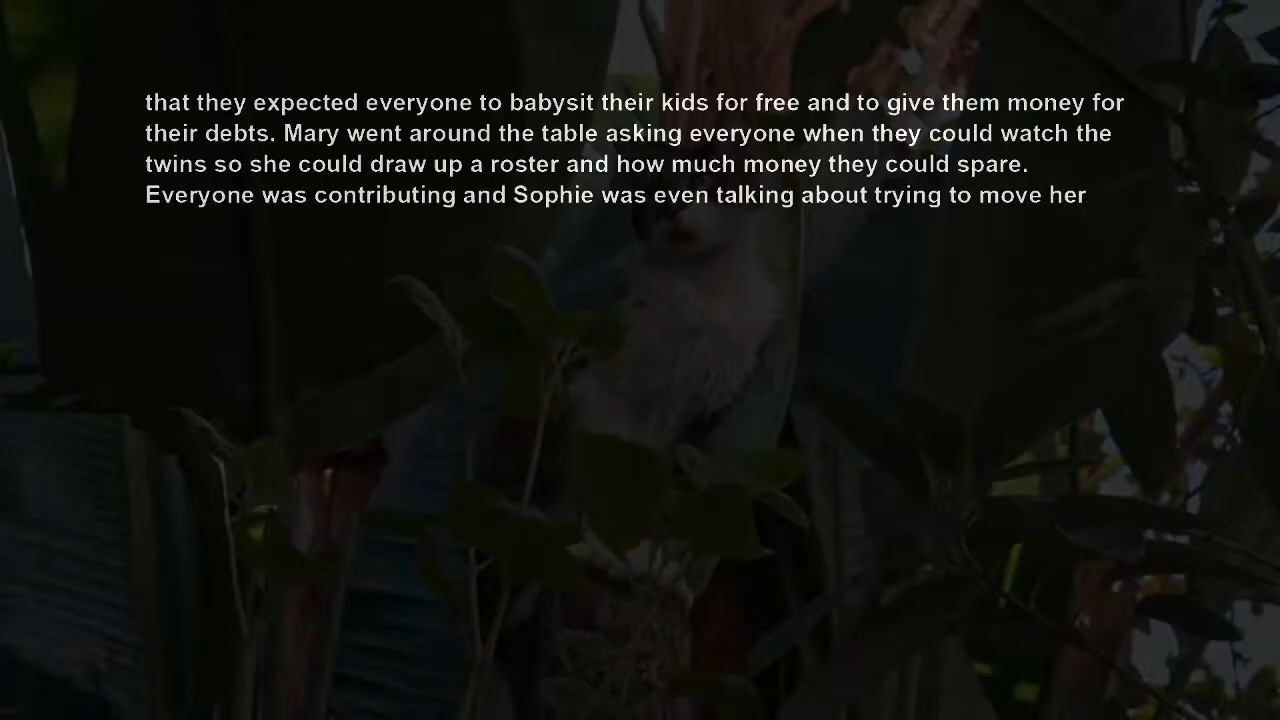 that they expected everyone to babysit their kids for free and to give them money for
their debts. Mary went around the table asking everyone when they could watch the
twins so she could draw up a roster and how much money they could spare.
Everyone was contributing and Sophie was even talking about trying to move her